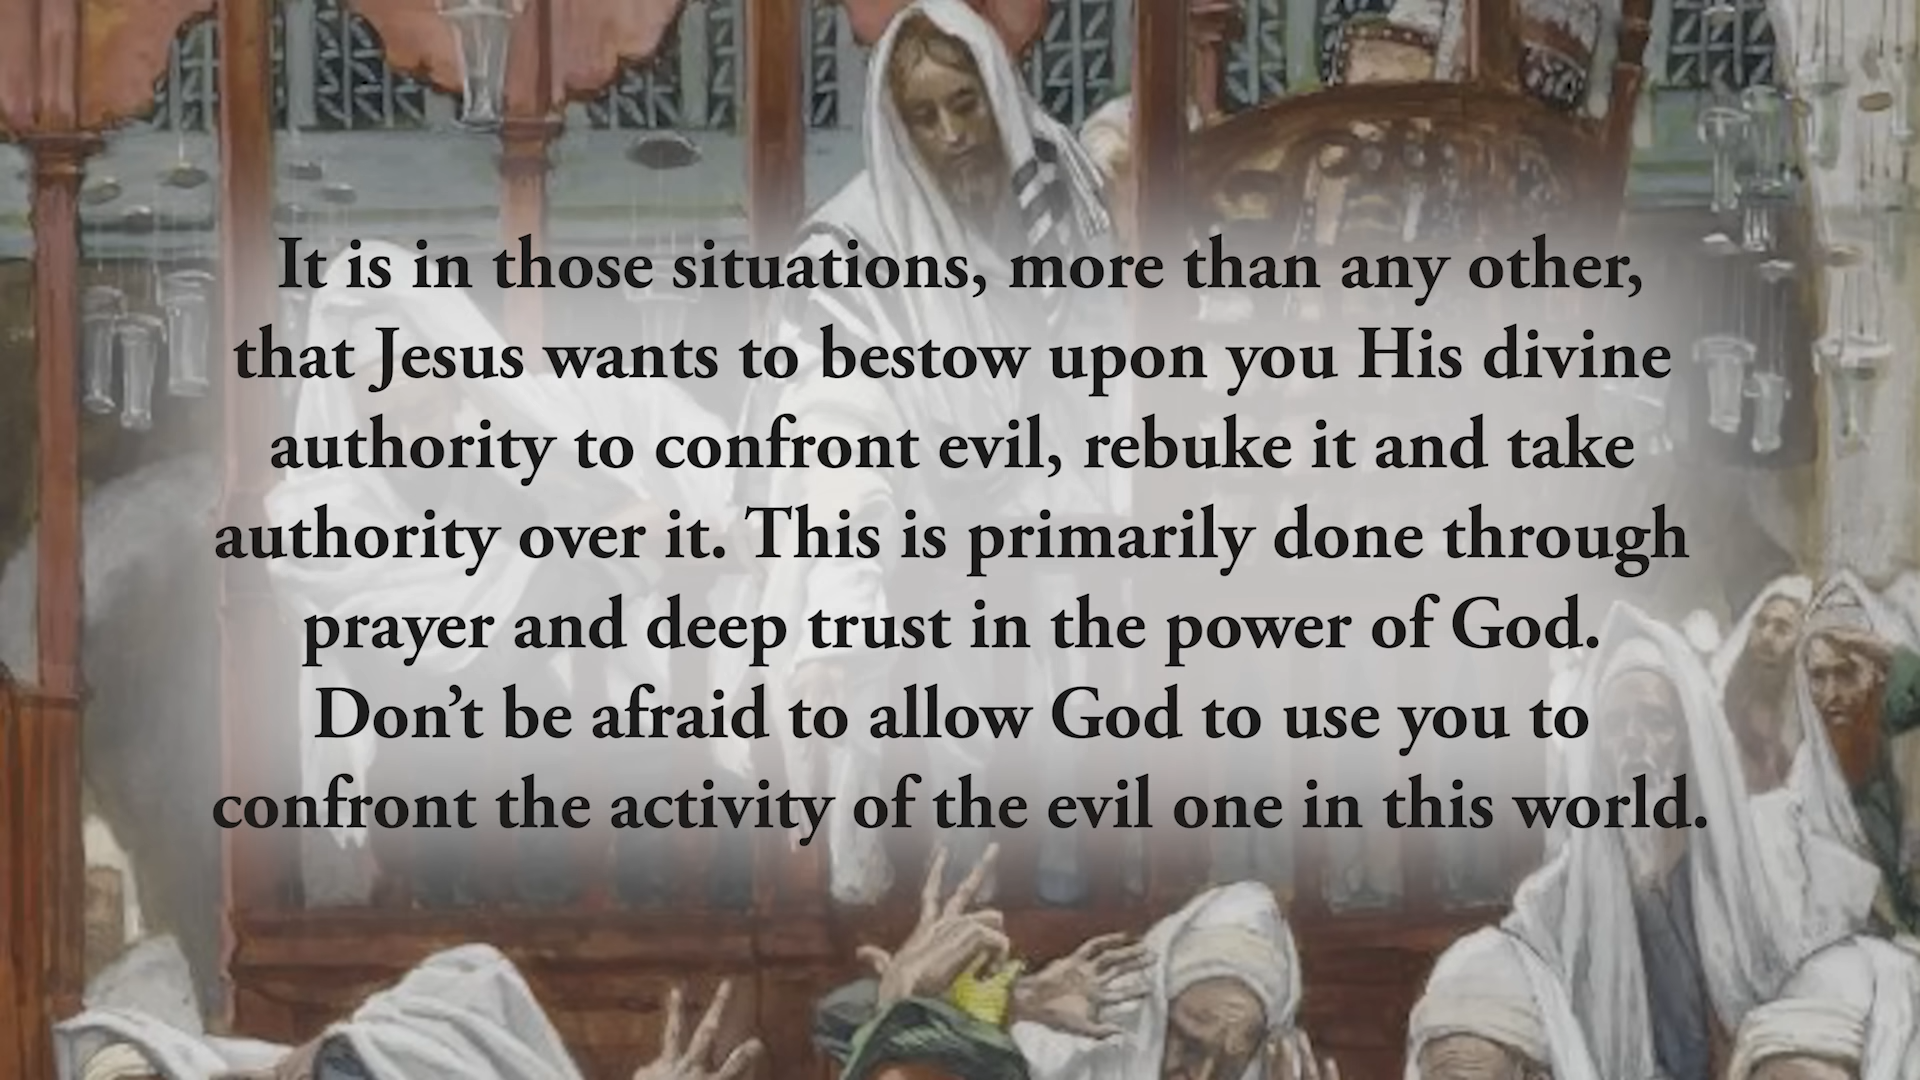 It is in those situations, more than any other,
that Jesus wants to bestow upon you His divine
authority to confront evil, rebuke it and take
authority over it. This is primarily done through
prayer and deep trust in the power of God.
Don’t be afraid to allow God to use you to
confront the activity of the evil one in this world.